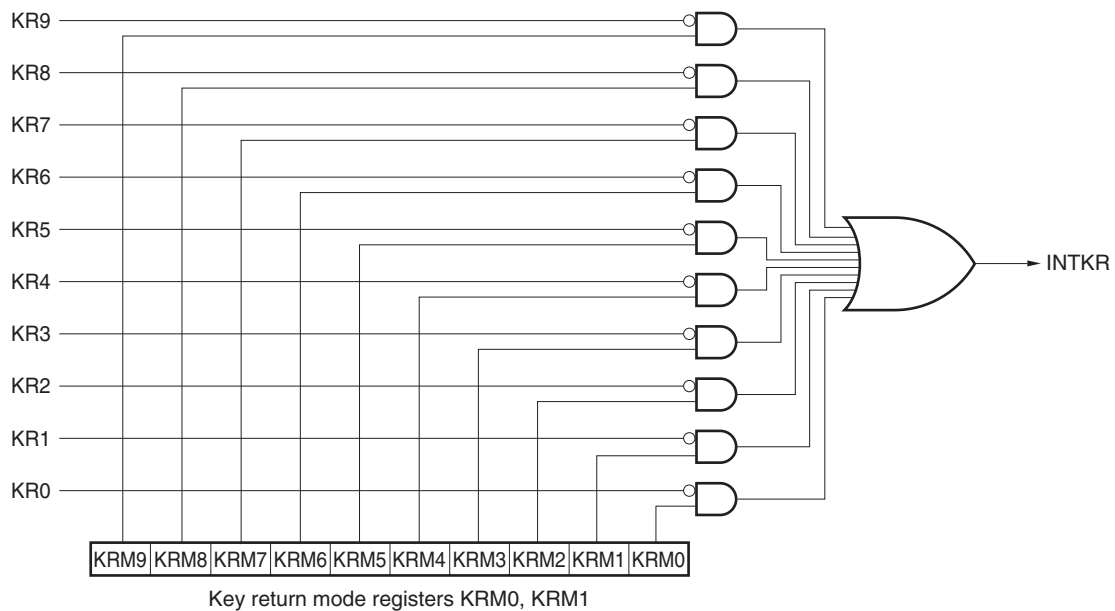 KR9
KR8
KR7
KR6
KR5
KR4
KR3
KR2
KR1
KR0
INTKR
KRM9 KRM8 KRM7 KRM6 KRM5 KRM4 KRM3 KRM2 KRM1 KRM0
Key return mode registers KRM0, KRM1